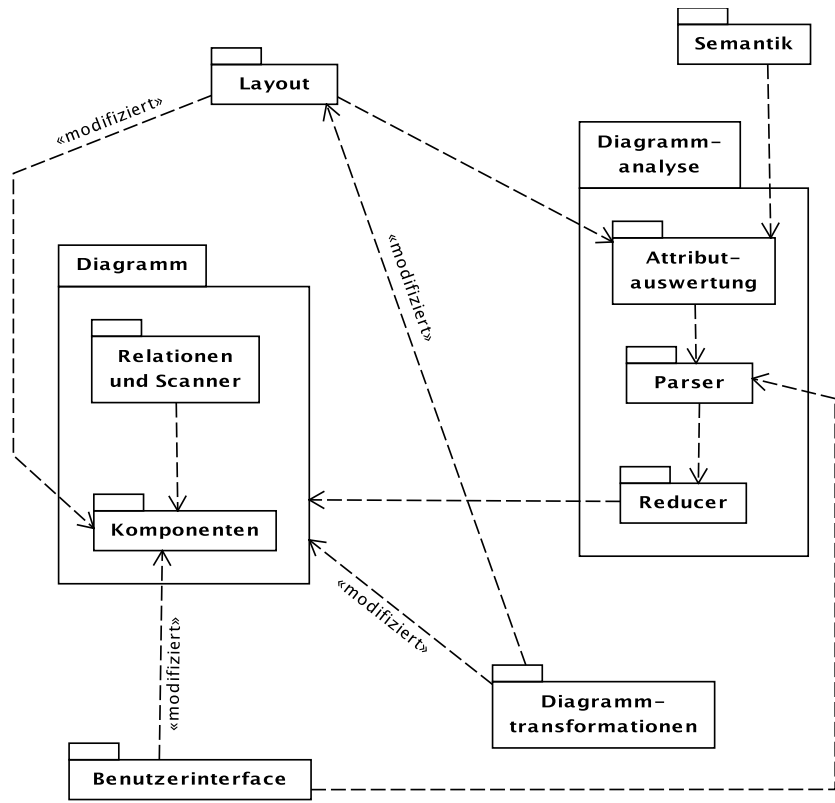 Semantik
Layout
«modifiziert»
Diagramm-
analyse
«modifiziert»
Attribut-
auswertung
Diagramm
Relationen
und Scanner
Parser
Reducer
Komponenten
«modifiziert»
«modifiziert»
Diagramm-
transformationen
Benutzerinterface